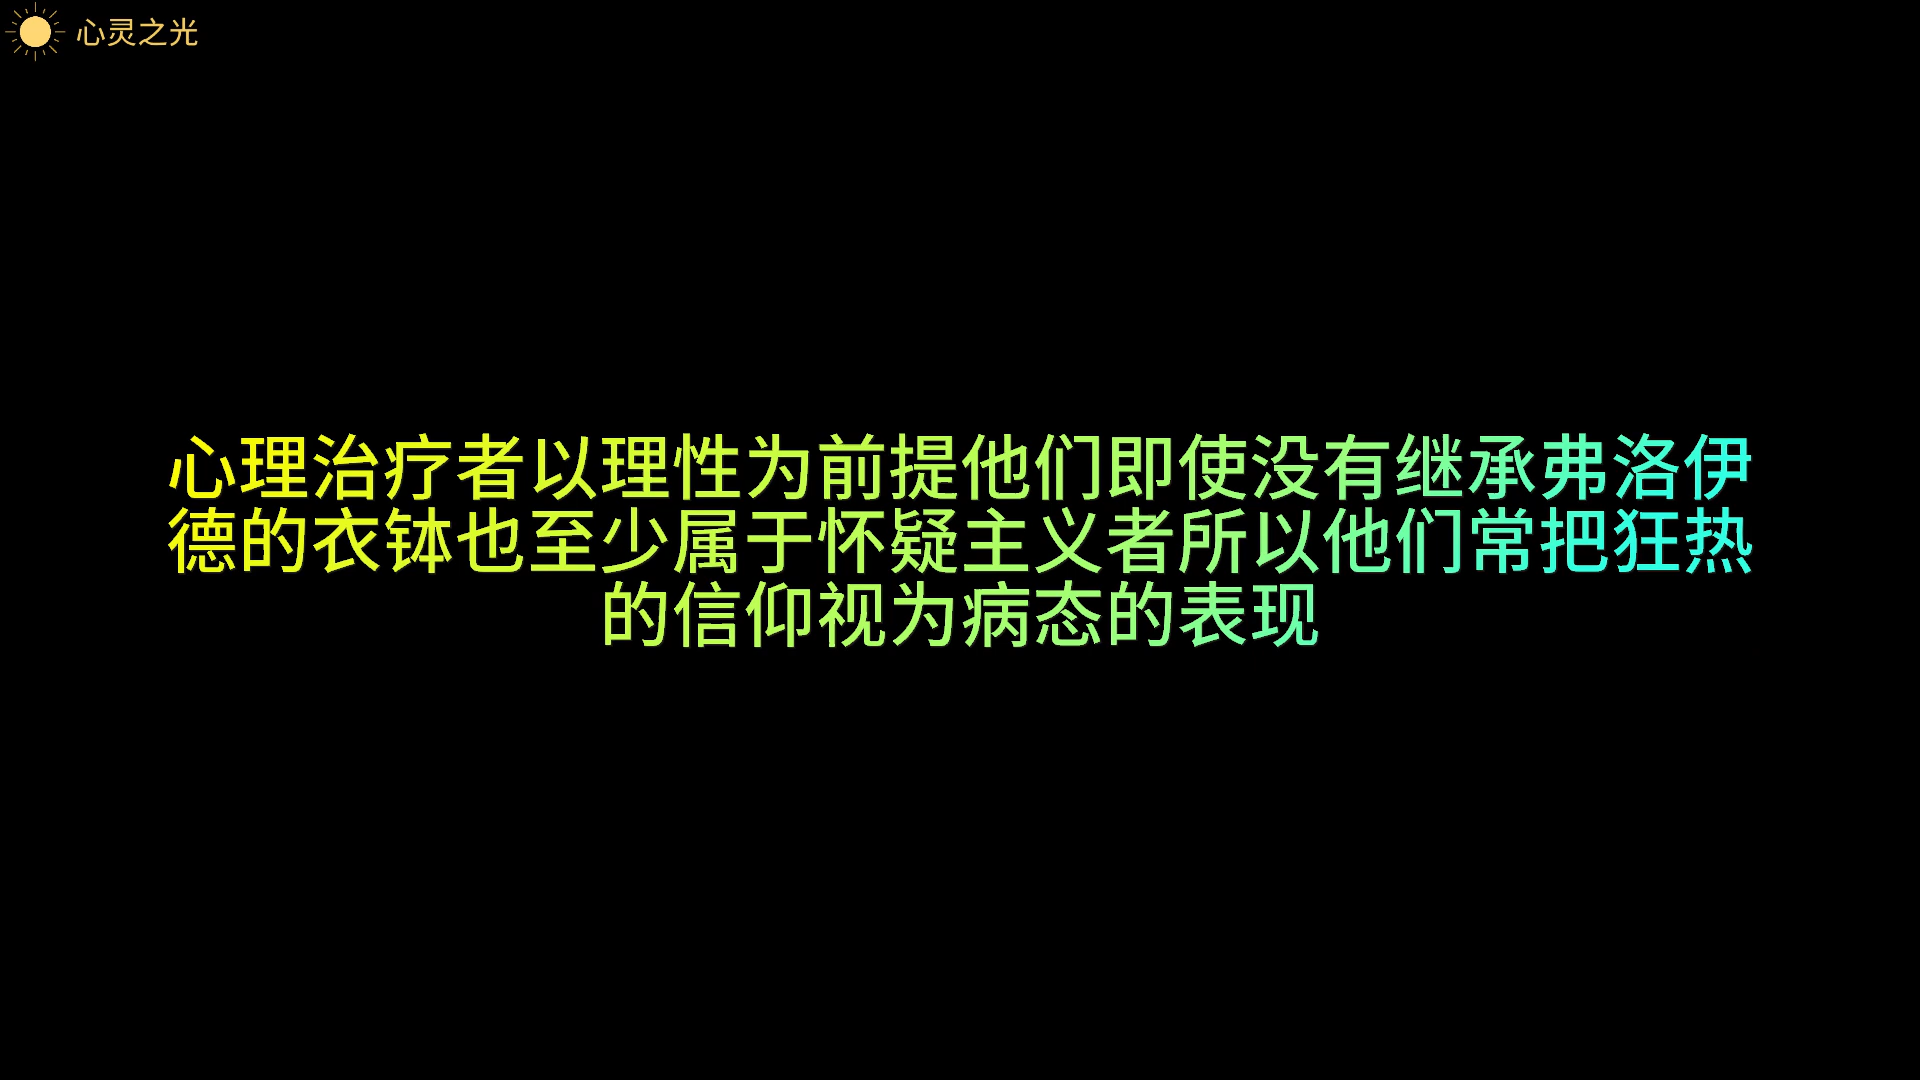 心灵之光
心理治疗者以理性为前提他们即使没有继承弗洛伊
德的衣钵也至少属于怀疑主义者所以他们常把狂热
的信仰视为病态的表现